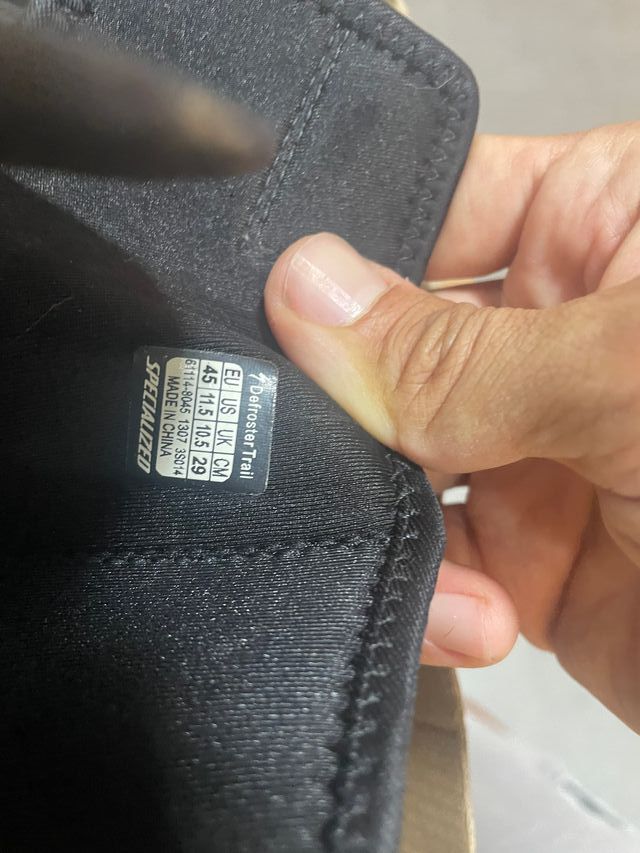 Defroster Trail
EU US UK CM
45 11.5 10.5 29
61114-8045 1307 3S014
MADE IN CHINA
SPECIALIZED